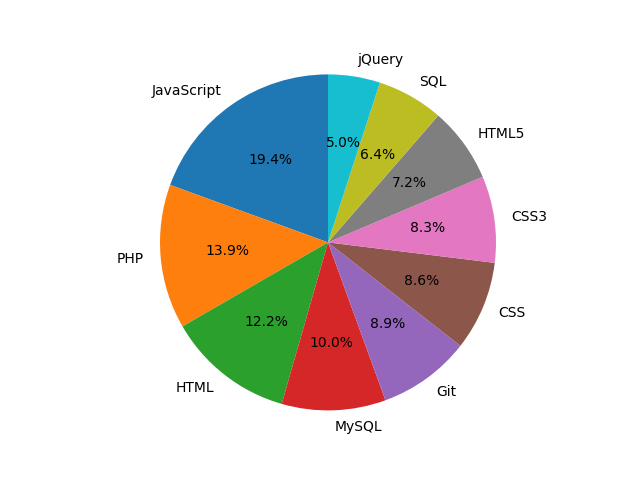 jQuery
SQL
JavaScript
HTML5
5.0%
6.4%
19.4%
7.2%
CSS3
8.3%
PHP
13.9%
8.6%
CSS
12.2%
8.9%
10.0%
HTML
Git
MySQL